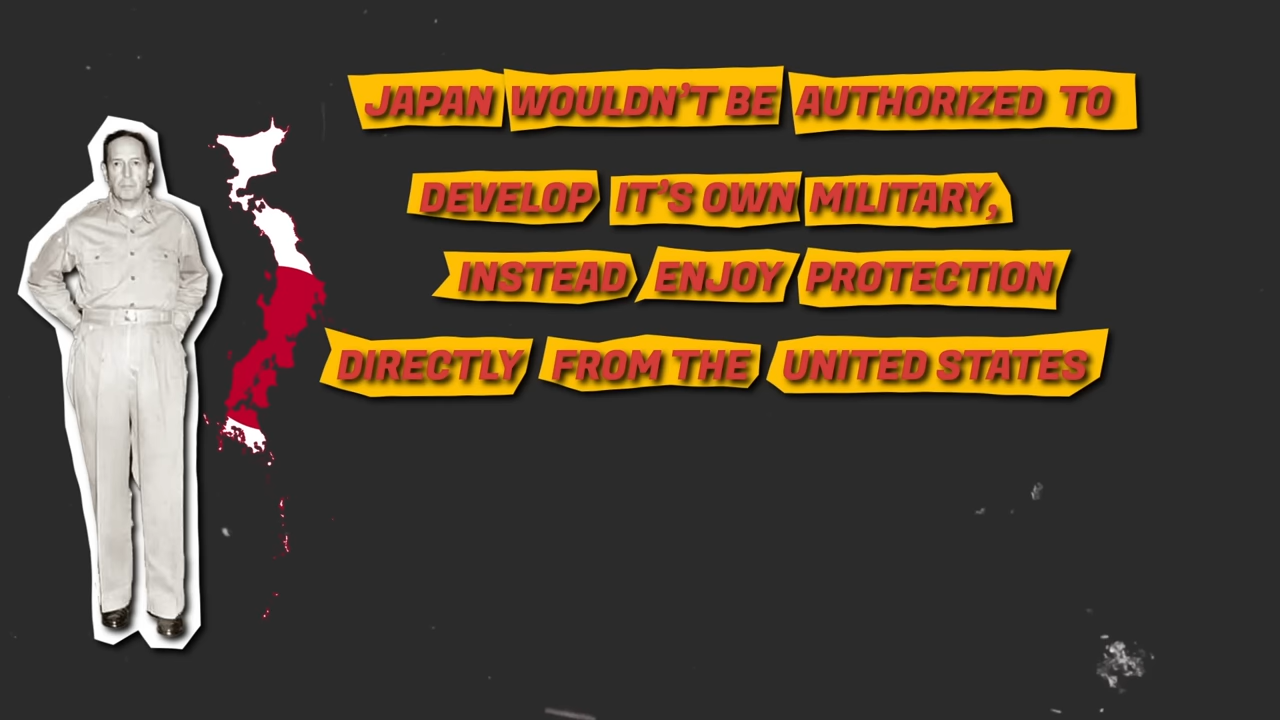 JAPAN WOULDN'T BE AUTHORIZED TO
DEVELOP IT'S OWN MILITARY,
INSTEAD ENJOY PROTECTION
DIRECTLY FROM THE UNITED STATES